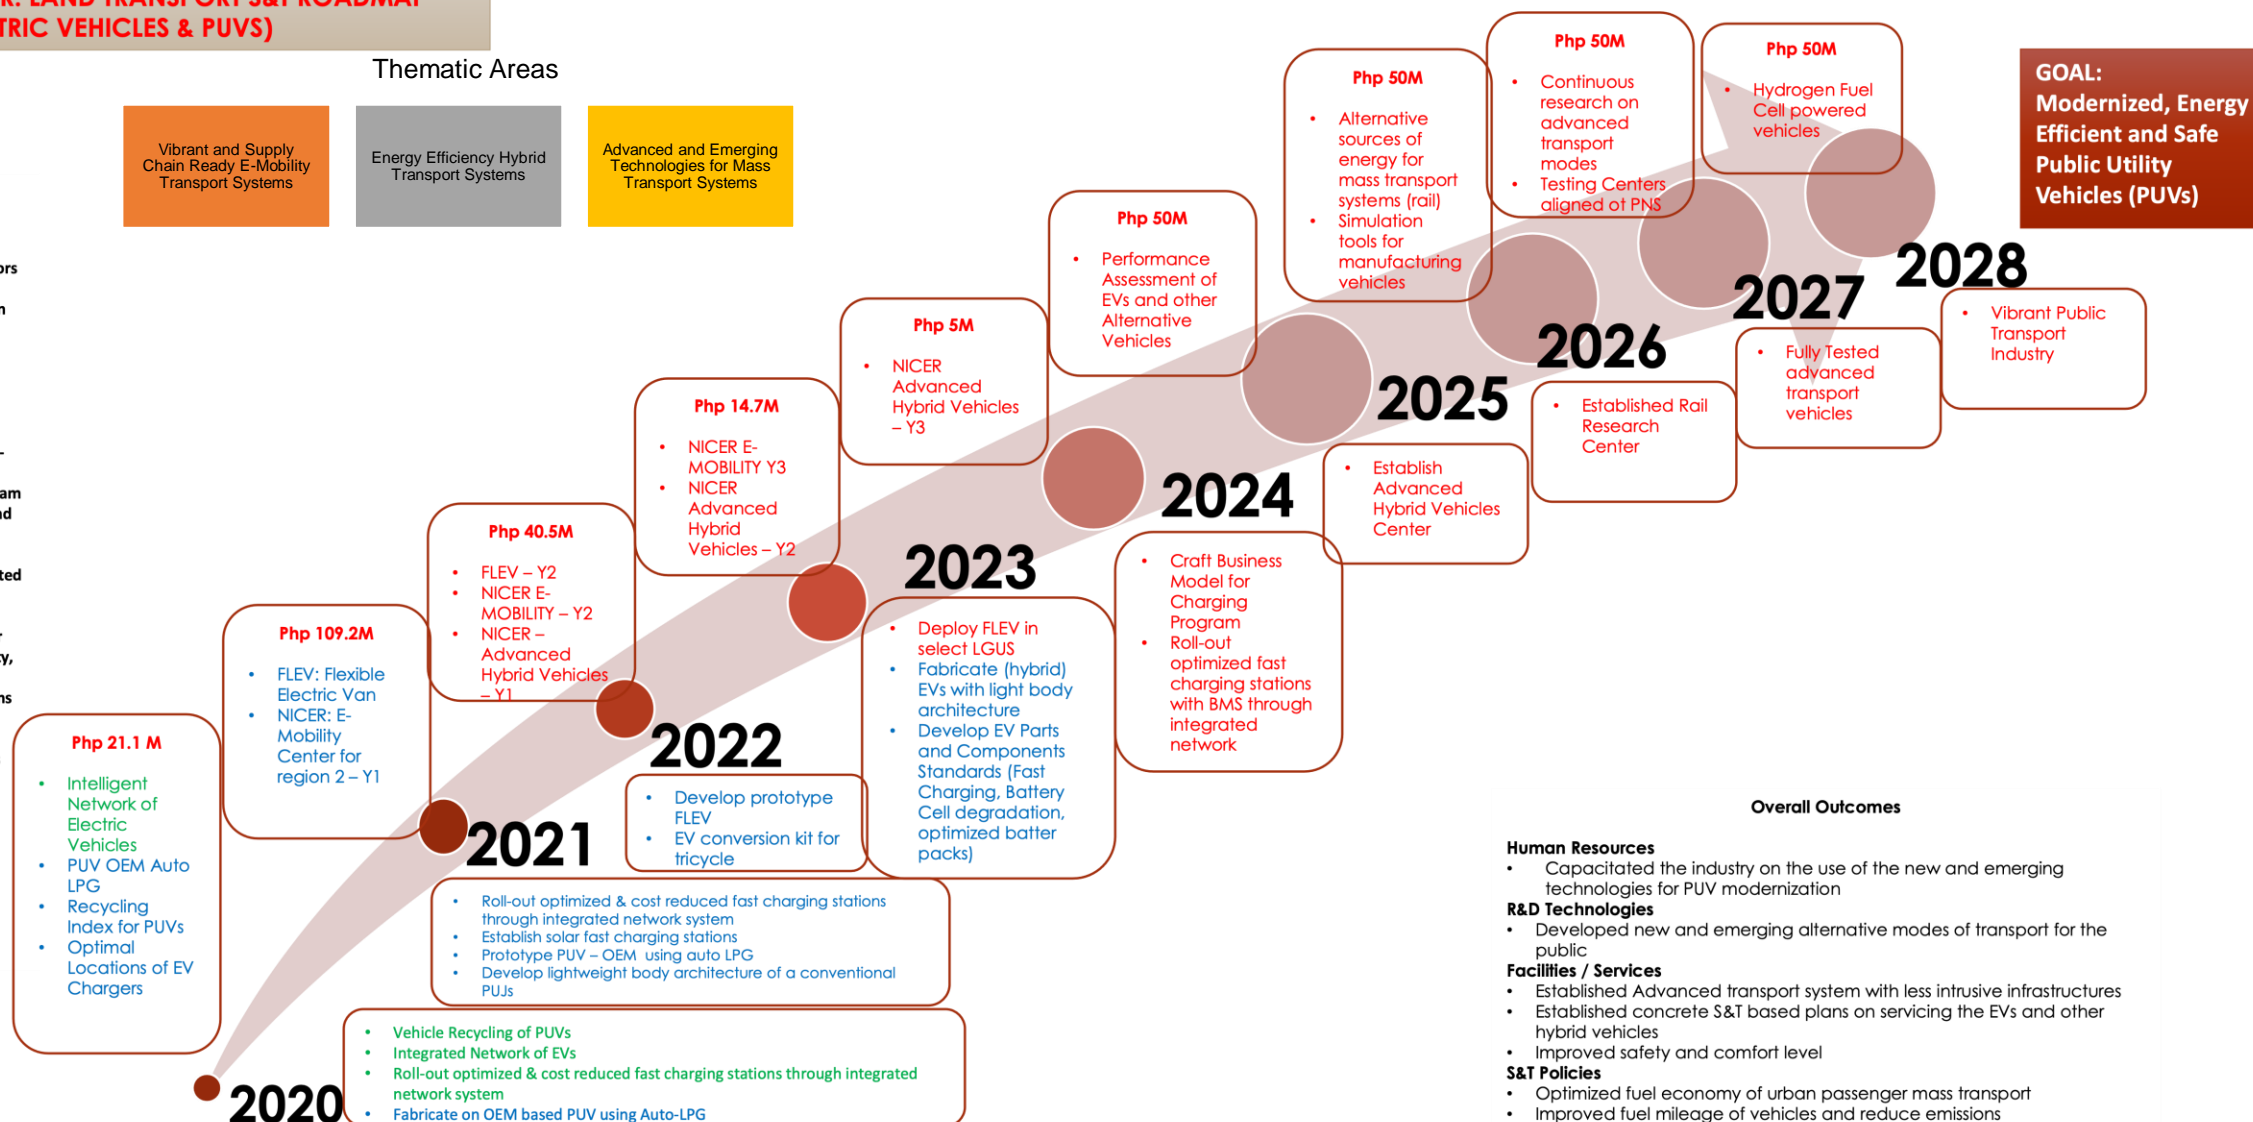 LAND TRANSPORT S&T ROADMAP
VEHICLES & PUVS)
Thematic Areas
Vibrant and Supply
Chain Ready E-Mobility
Transport Systems
Energy Efficiency Hybrid
Transport Systems
Advanced and Emerging
Technologies for Mass
Transport Systems
GOAL:
Modernized, Energy
Efficient and Safe
Public Utility
Vehicles (PUVs)
Php 21.1 M
• Intelligent
Network of
Electric
Vehicles
• PUV OEM Auto
LPG
• Recycling
Index for PUVs
• Optimal
Locations of EV
Chargers
Php 109.2M
• FLEV: Flexible
Electric Van
• NICER: E-
Mobility
Center for
region 2 – Y1
Php 40.5M
• FLEV – Y2
• NICER E-
MOBILITY – Y2
• NICER –
Advanced
Hybrid Vehicles
– Y1
Php 14.7M
• NICER E-
MOBILITY Y3
• NICER
Advanced
Hybrid
Vehicles – Y2
Php 5M
• NICER
Advanced
Hybrid Vehicles
– Y3
Php 50M
• Performance
Assessment of
EVs and other
Alternative
Vehicles
Php 50M
• Alternative
sources of
energy for
mass transport
systems (rail)
• Simulation
tools for
manufacturing
vehicles
Php 50M
• Continuous
research on
advanced
transport
modes
• Testing Centers
aligned ot PNS
Php 50M
• Hydrogen Fuel
Cell powered
vehicles
2020
• Vehicle Recycling of PUVs
• Integrated Network of EVs
• Roll-out optimized & cost reduced fast charging stations through integrated
network system
• Fabricate on OEM based PUV using Auto-LPG
2021
• Roll-out optimized & cost reduced fast charging stations
through integrated network system
• Establish solar fast charging stations
• Prototype PUV – OEM using auto LPG
• Develop lightweight body architecture of a conventional
PUJs
2022
• Develop prototype
FLEV
• EV conversion kit for
tricycle
2023
• Deploy FLEV in
select LGUS
• Fabricate (hybrid)
EVs with light body
architecture
• Develop EV Parts
and Components
Standards (Fast
Charging, Battery
Cell degradation,
optimized batter
packs)
2024
• Craft Business
Model for
Charging
Program
• Roll-out
optimized fast
charging stations
with BMS through
integrated
network
2025
• Establish
Advanced
Hybrid Vehicles
Center
2026
• Established Rail
Research
Center
2027
• Fully Tested
advanced
transport
vehicles
2028
• Vibrant Public
Transport
Industry
Overall Outcomes
Human Resources
• Capacitated the industry on the use of the new and emerging
technologies for PUV modernization
R&D Technologies
• Developed new and emerging alternative modes of transport for the
public
Facilities / Services
• Established Advanced transport system with less intrusive infrastructures
• Established concrete S&T based plans on servicing the EVs and other
hybrid vehicles
• Improved safety and comfort level
S&T Policies
• Optimized fuel economy of urban passenger mass transport
• Improved fuel mileage of vehicles and reduce emissions